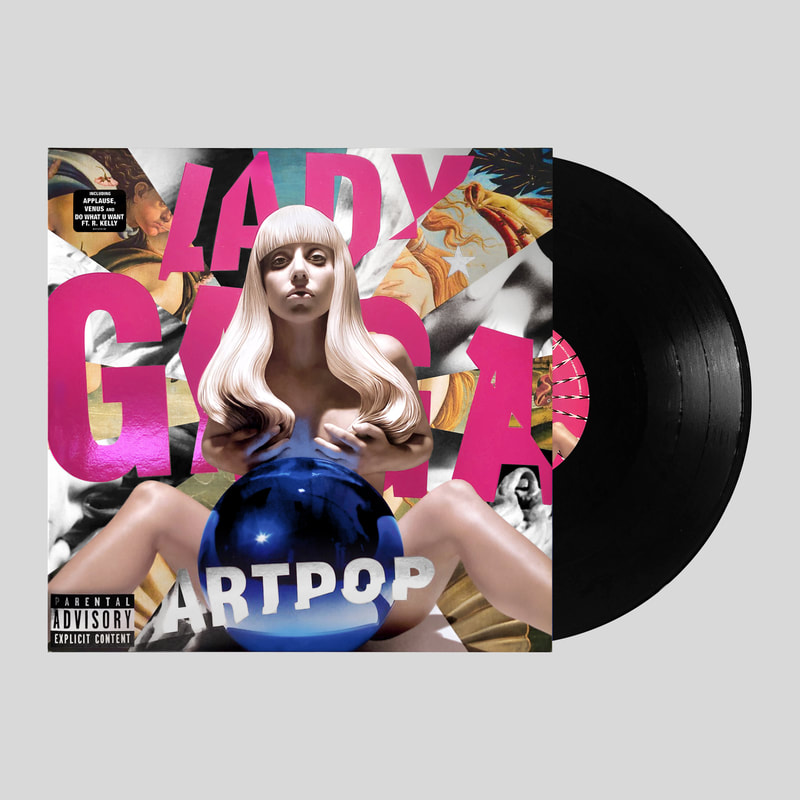 LADY
GAGA
INCLUDING
APPLAUSE,
VENUS AND
DO WHAT U WANT
FT. R. KELLY
ARTPOP
PARENTAL
ADVISORY
EXPLICIT CONTENT